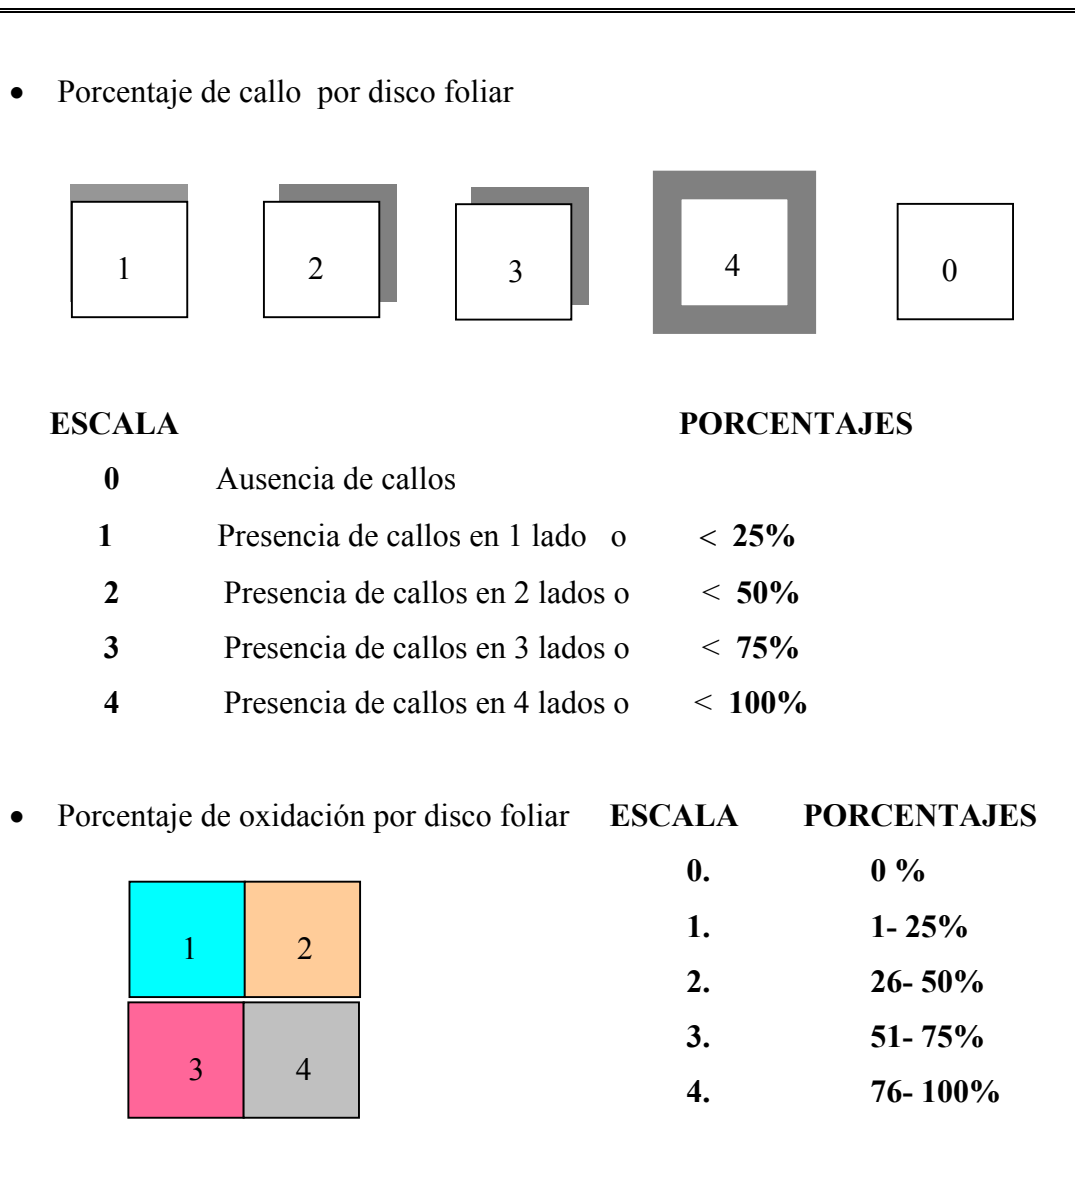 • Porcentaje de callo por disco foliar
1 2 3 4 0
ESCALA PORCENTAJES
0 Ausencia de callos
1 Presencia de callos en 1 lado o < 25%
2 Presencia de callos en 2 lados o < 50%
3 Presencia de callos en 3 lados o < 75%
4 Presencia de callos en 4 lados o < 100%
• Porcentaje de oxidación por disco foliar ESCALA PORCENTAJES
0. 0 %
1. 1- 25%
2. 26- 50%
3. 51- 75%
4. 76- 100%
1 2
3 4